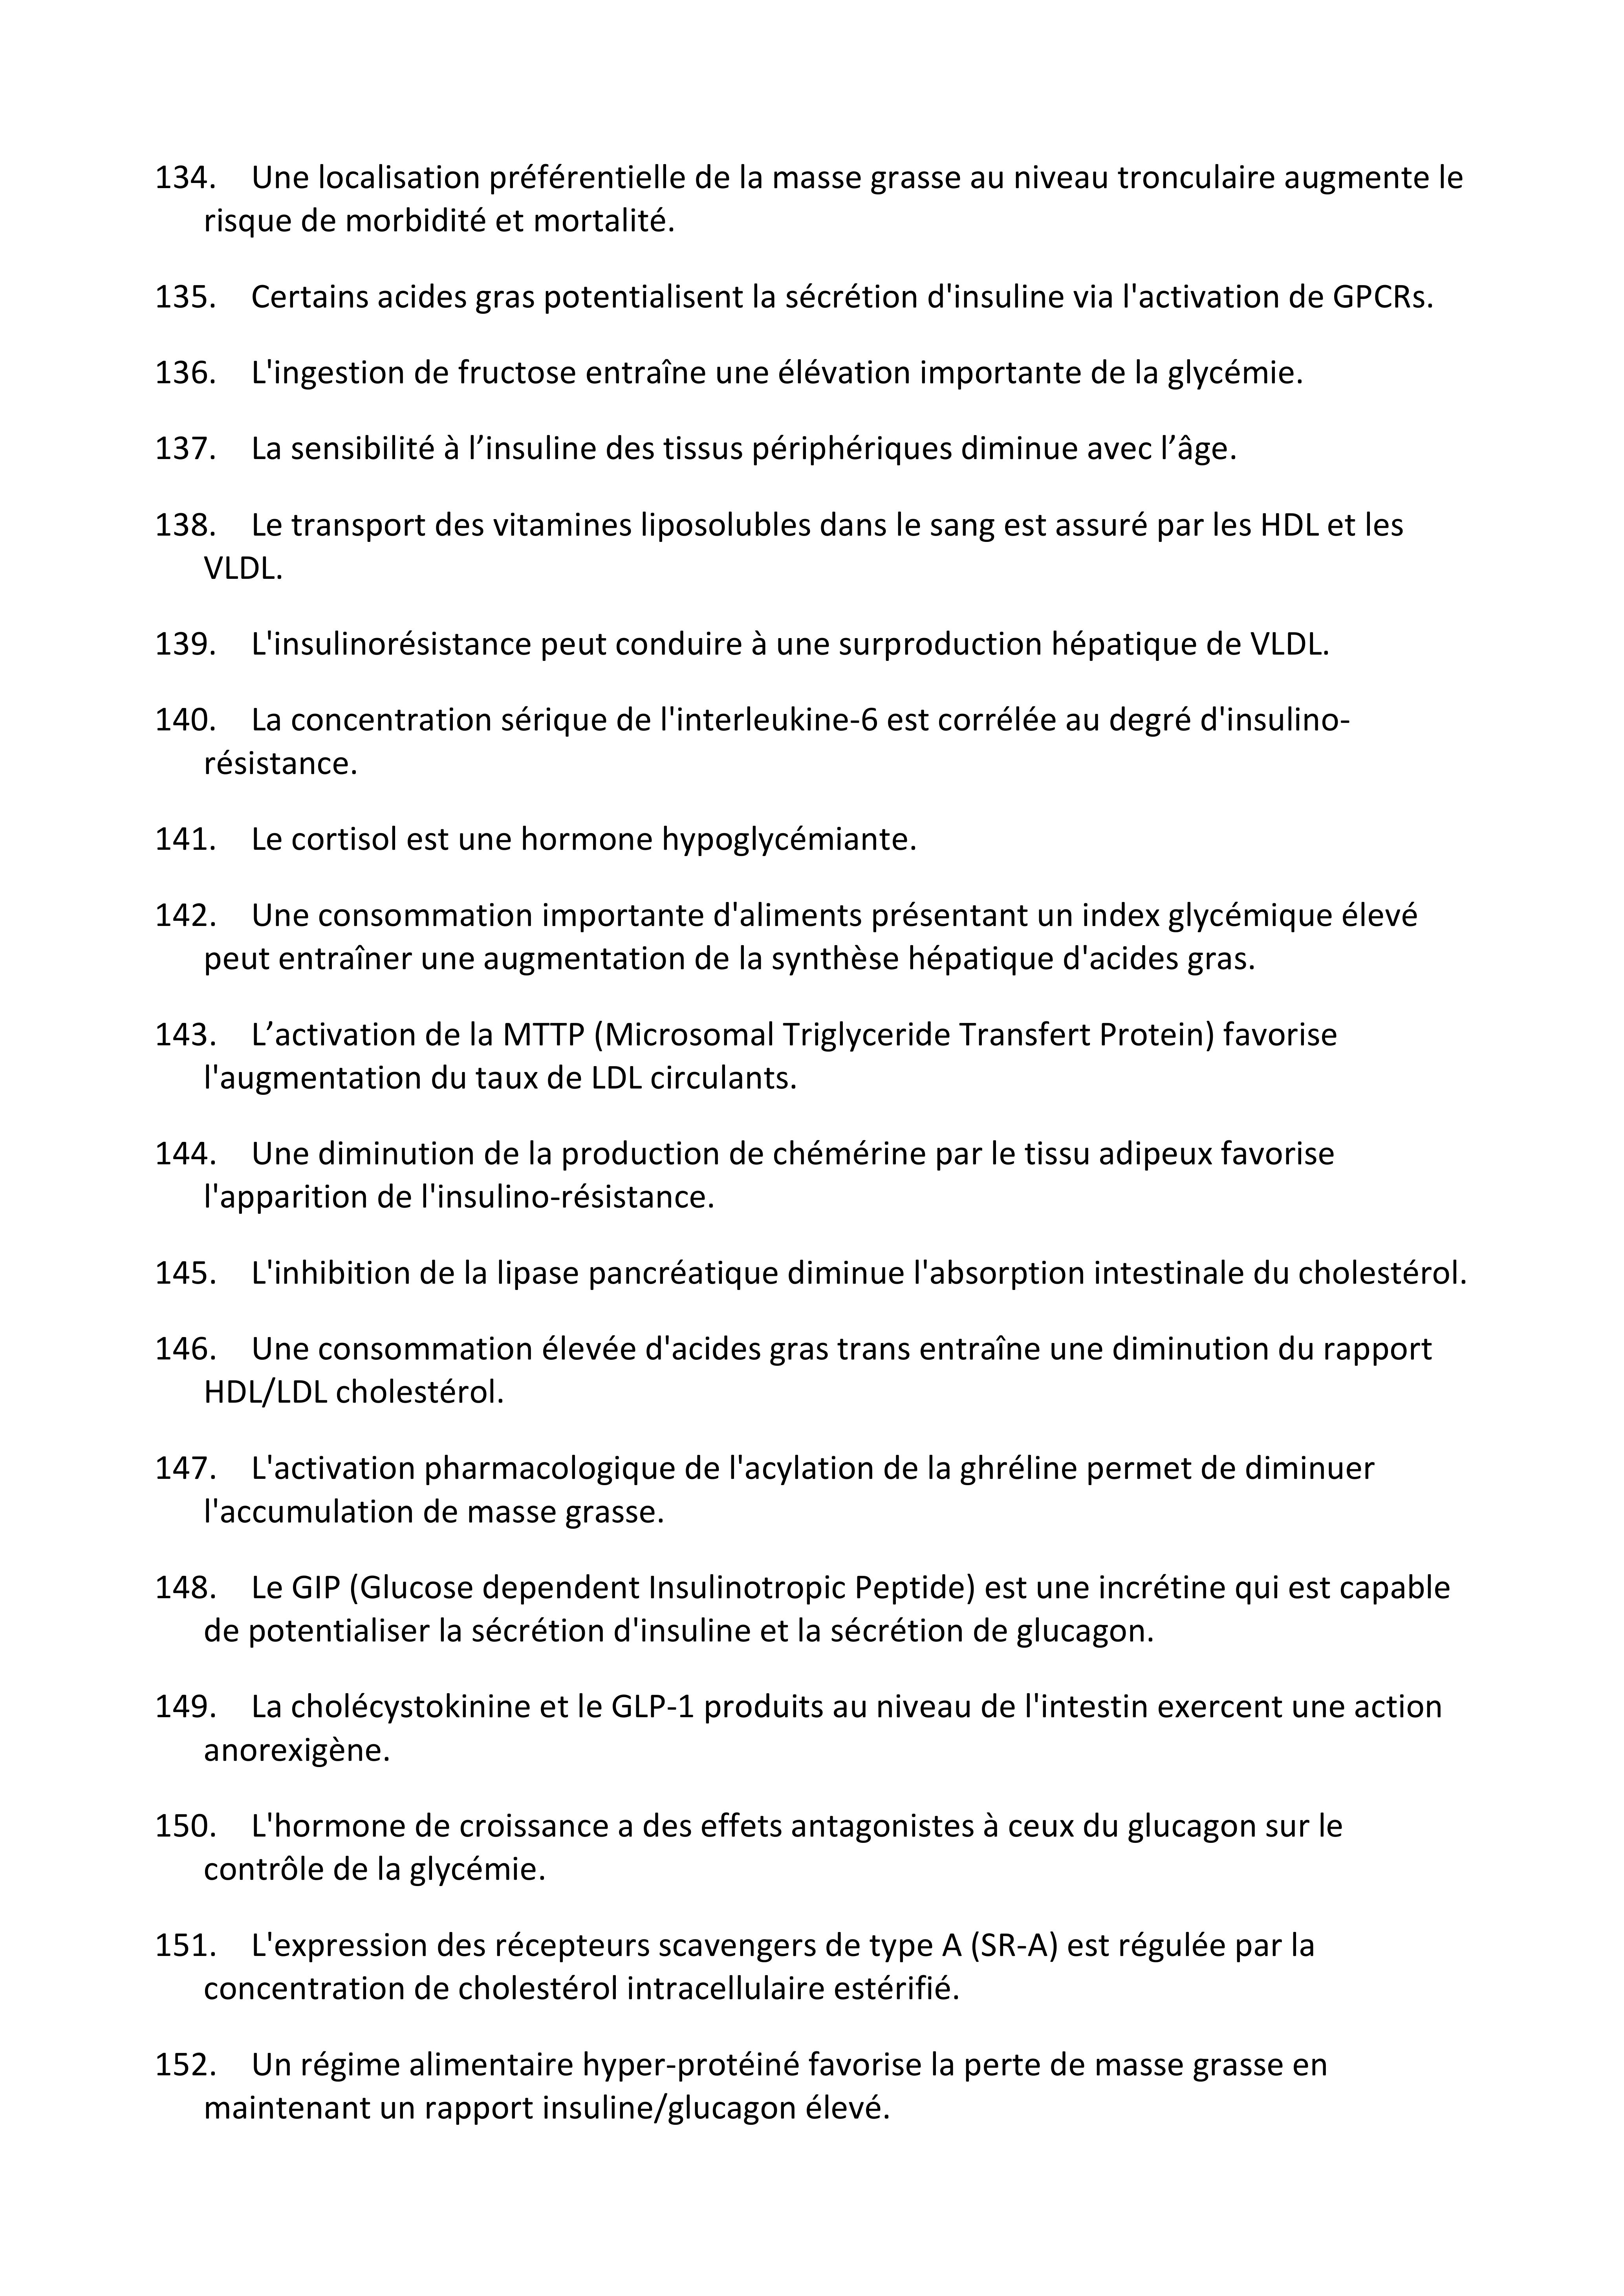 134. Une localisation préférentielle de la masse grasse au niveau tronculaire augmente le
risque de morbidité et mortalité.
135. Certains acides gras potentialisent la sécrétion d'insuline via l'activation de GPCRs.
136. L'ingestion de fructose entraîne une élévation importante de la glycémie.
137. La sensibilité à l’insuline des tissus périphériques diminue avec l’âge.
138. Le transport des vitamines liposolubles dans le sang est assuré par les HDL et les
VLDL.
139. L'insulinorésistance peut conduire à une surproduction hépatique de VLDL.
140. La concentration sérique de l'interleukine-6 est corrélée au degré d'insulino-
résistance.
141. Le cortisol est une hormone hypoglycémiante.
142. Une consommation importante d'aliments présentant un index glycémique élevé
peut entraîner une augmentation de la synthèse hépatique d'acides gras.
143. L’activation de la MTTP (Microsomal Triglyceride Transfert Protein) favorise
l'augmentation du taux de LDL circulants.
144. Une diminution de la production de chémérine par le tissu adipeux favorise
l'apparition de l'insulino-résistance.
145. L'inhibition de la lipase pancréatique diminue l'absorption intestinale du cholestérol.
146. Une consommation élevée d'acides gras trans entraîne une diminution du rapport
HDL/LDL cholestérol.
147. L'activation pharmacologique de l'acylation de la ghréline permet de diminuer
l'accumulation de masse grasse.
148. Le GIP (Glucose dependent Insulinotropic Peptide) est une incrétine qui est capable
de potentialiser la sécrétion d'insuline et la sécrétion de glucagon.
149. La cholécystokinine et le GLP-1 produits au niveau de l'intestin exercent une action
anorexigène.
150. L'hormone de croissance a des effets antagonistes à ceux du glucagon sur le
contrôle de la glycémie.
151. L'expression des récepteurs scavengers de type A (SR-A) est régulée par la
concentration de cholestérol intracellulaire estérifié.
152. Un régime alimentaire hyper-protéiné favorise la perte de masse grasse en
maintenant un rapport insuline/glucagon élevé.